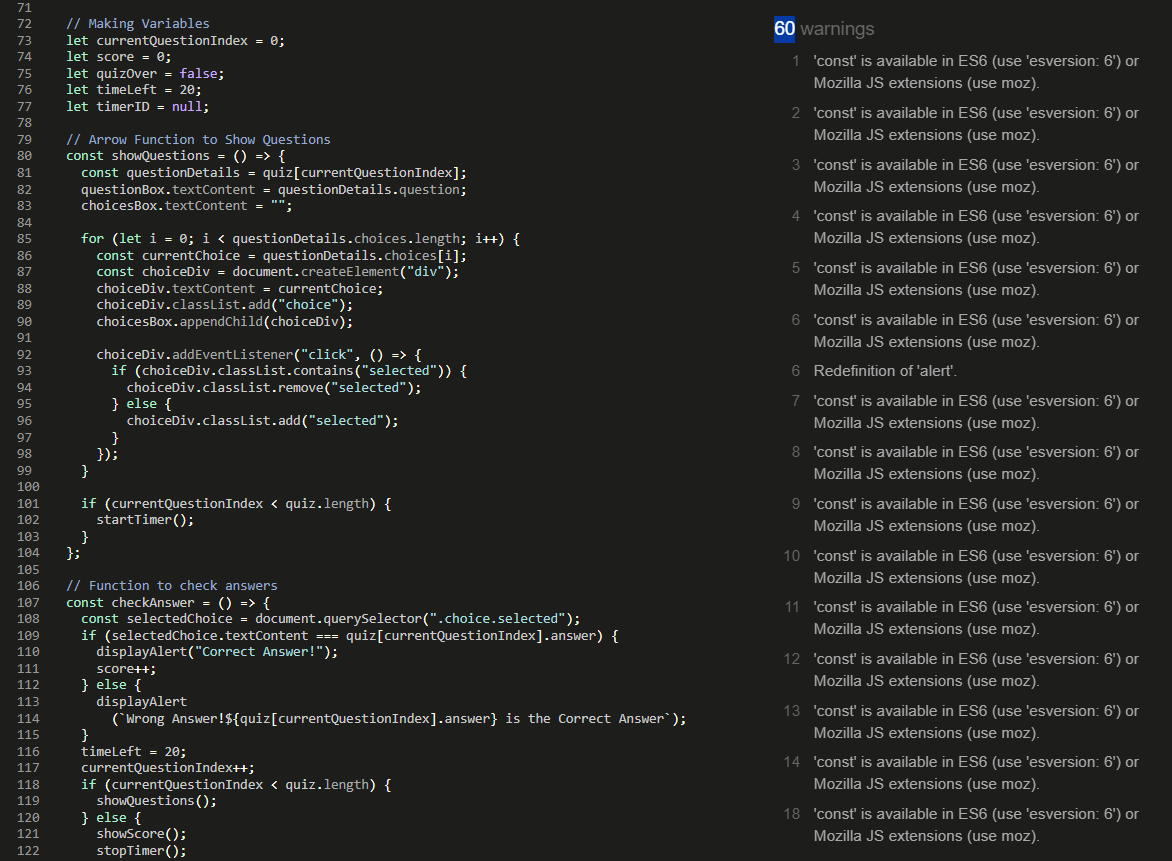 71
72 // Making Variables
73 let currentQuestionIndex = 0;
74 let score = 0;
75 let quizOver = false;
76 let timeLeft = 20;
77 let timerID = null;
78
79 // Arrow Function to Show Questions
80 const showQuestions = () => {
81 const questionDetails = quiz[currentQuestionIndex];
82 questionBox.textContent = questionDetails.question;
83 choicesBox.textContent = "";
84
85 for (let i = 0; i < questionDetails.choices.length; i++) {
86 const currentChoice = questionDetails.choices[i];
87 const choiceDiv = document.createElement("div");
88 choiceDiv.textContent = currentChoice;
89 choiceDiv.classList.add("choice");
90 choicesBox.appendChild(choiceDiv);
91
92 choiceDiv.addEventListener("click", () => {
93 if (choiceDiv.classList.contains("selected")) {
94 choiceDiv.classList.remove("selected");
95 } else {
96 choiceDiv.classList.add("selected");
97 }
98 });
99 }
100
101 if (currentQuestionIndex < quiz.length) {
102 startTimer();
103 }
104 };
105
106 // Function to check answers
107 const checkAnswer = () => {
108 const selectedChoice = document.querySelector(".choice.selected");
109 if (selectedChoice.textContent === quiz[currentQuestionIndex].answer) {
110 displayAlert("Correct Answer!");
111 score++;
112 } else {
113 displayAlert
114 (`Wrong Answer!${quiz[currentQuestionIndex].answer} is the Correct Answer`);
115 }
116 timeLeft = 20;
117 currentQuestionIndex++;
118 if (currentQuestionIndex < quiz.length) {
119 showQuestions();
120 } else {
121 showScore();
122 stopTimer();
60 warnings
1 'const' is available in ES6 (use 'esversion: 6') or
Mozilla JS extensions (use moz).
2 'const' is available in ES6 (use 'esversion: 6') or
Mozilla JS extensions (use moz).
3 'const' is available in ES6 (use 'esversion: 6') or
Mozilla JS extensions (use moz).
4 'const' is available in ES6 (use 'esversion: 6') or
Mozilla JS extensions (use moz).
5 'const' is available in ES6 (use 'esversion: 6') or
Mozilla JS extensions (use moz).
6 'const' is available in ES6 (use 'esversion: 6') or
Mozilla JS extensions (use moz).
6 Redefinition of 'alert'.
7 'const' is available in ES6 (use 'esversion: 6') or
Mozilla JS extensions (use moz).
8 'const' is available in ES6 (use 'esversion: 6') or
Mozilla JS extensions (use moz).
9 'const' is available in ES6 (use 'esversion: 6') or
Mozilla JS extensions (use moz).
10 'const' is available in ES6 (use 'esversion: 6') or
Mozilla JS extensions (use moz).
11 'const' is available in ES6 (use 'esversion: 6') or
Mozilla JS extensions (use moz).
12 'const' is available in ES6 (use 'esversion: 6') or
Mozilla JS extensions (use moz).
13 'const' is available in ES6 (use 'esversion: 6') or
Mozilla JS extensions (use moz).
14 'const' is available in ES6 (use 'esversion: 6') or
Mozilla JS extensions (use moz).
18 'const' is available in ES6 (use 'esversion: 6') or
Mozilla JS extensions (use moz).